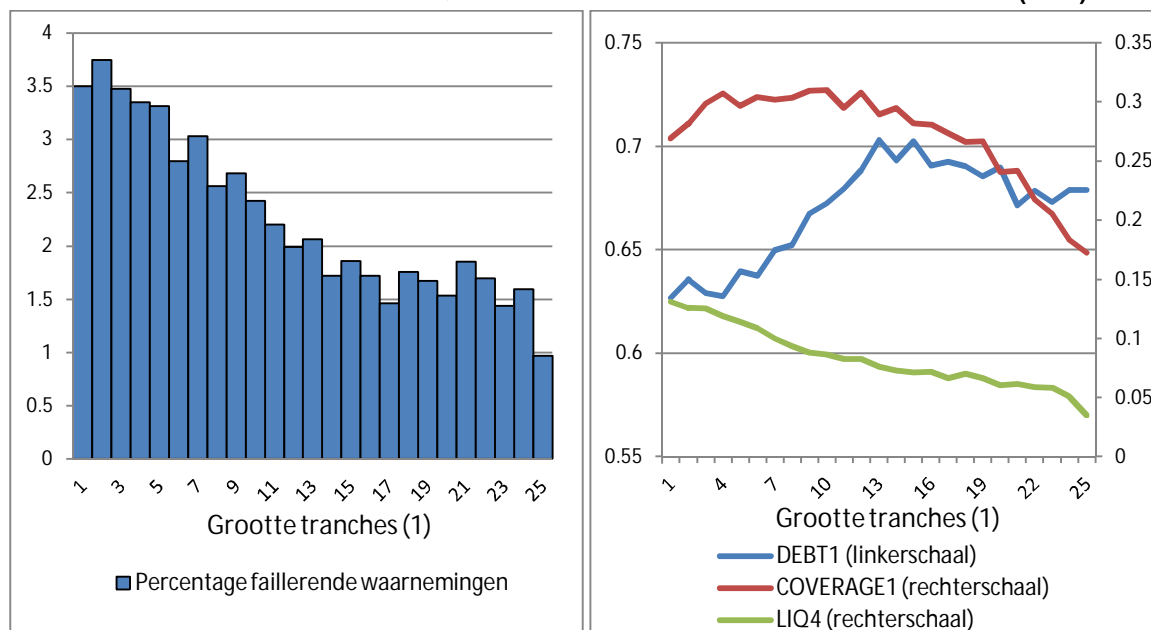 4
3.5
3
2.5
2
1.5
1
0.5
0
1 3 5 7 9 11 13 15 17 19 21 23 25
Grootte tranches (1)
Percentage faillerende waarnemingen
0.75
0.7
0.65
0.6
0.55
0.35
0.3
0.25
0.2
0.15
0.1
0.05
0
1 4 7 10 13 16 19 22 25
Grootte tranches (1)
DEBT1 (linkerschaal)
COVERAGE1 (rechterschaal)
LIQ4 (rechterschaal)